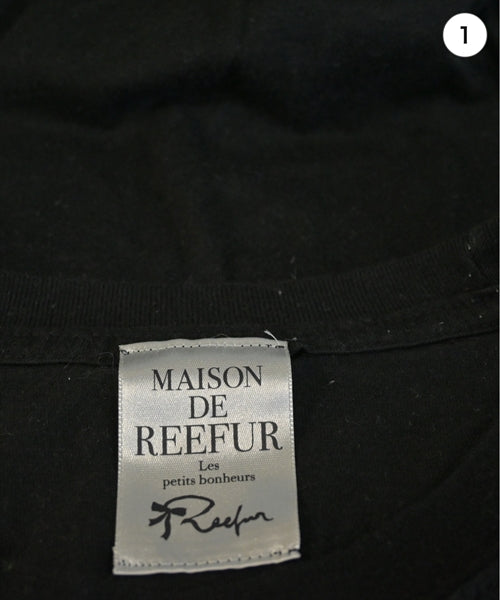 1
MAISON
DE
REEFUR
Les
petits bonheurs
Reefur